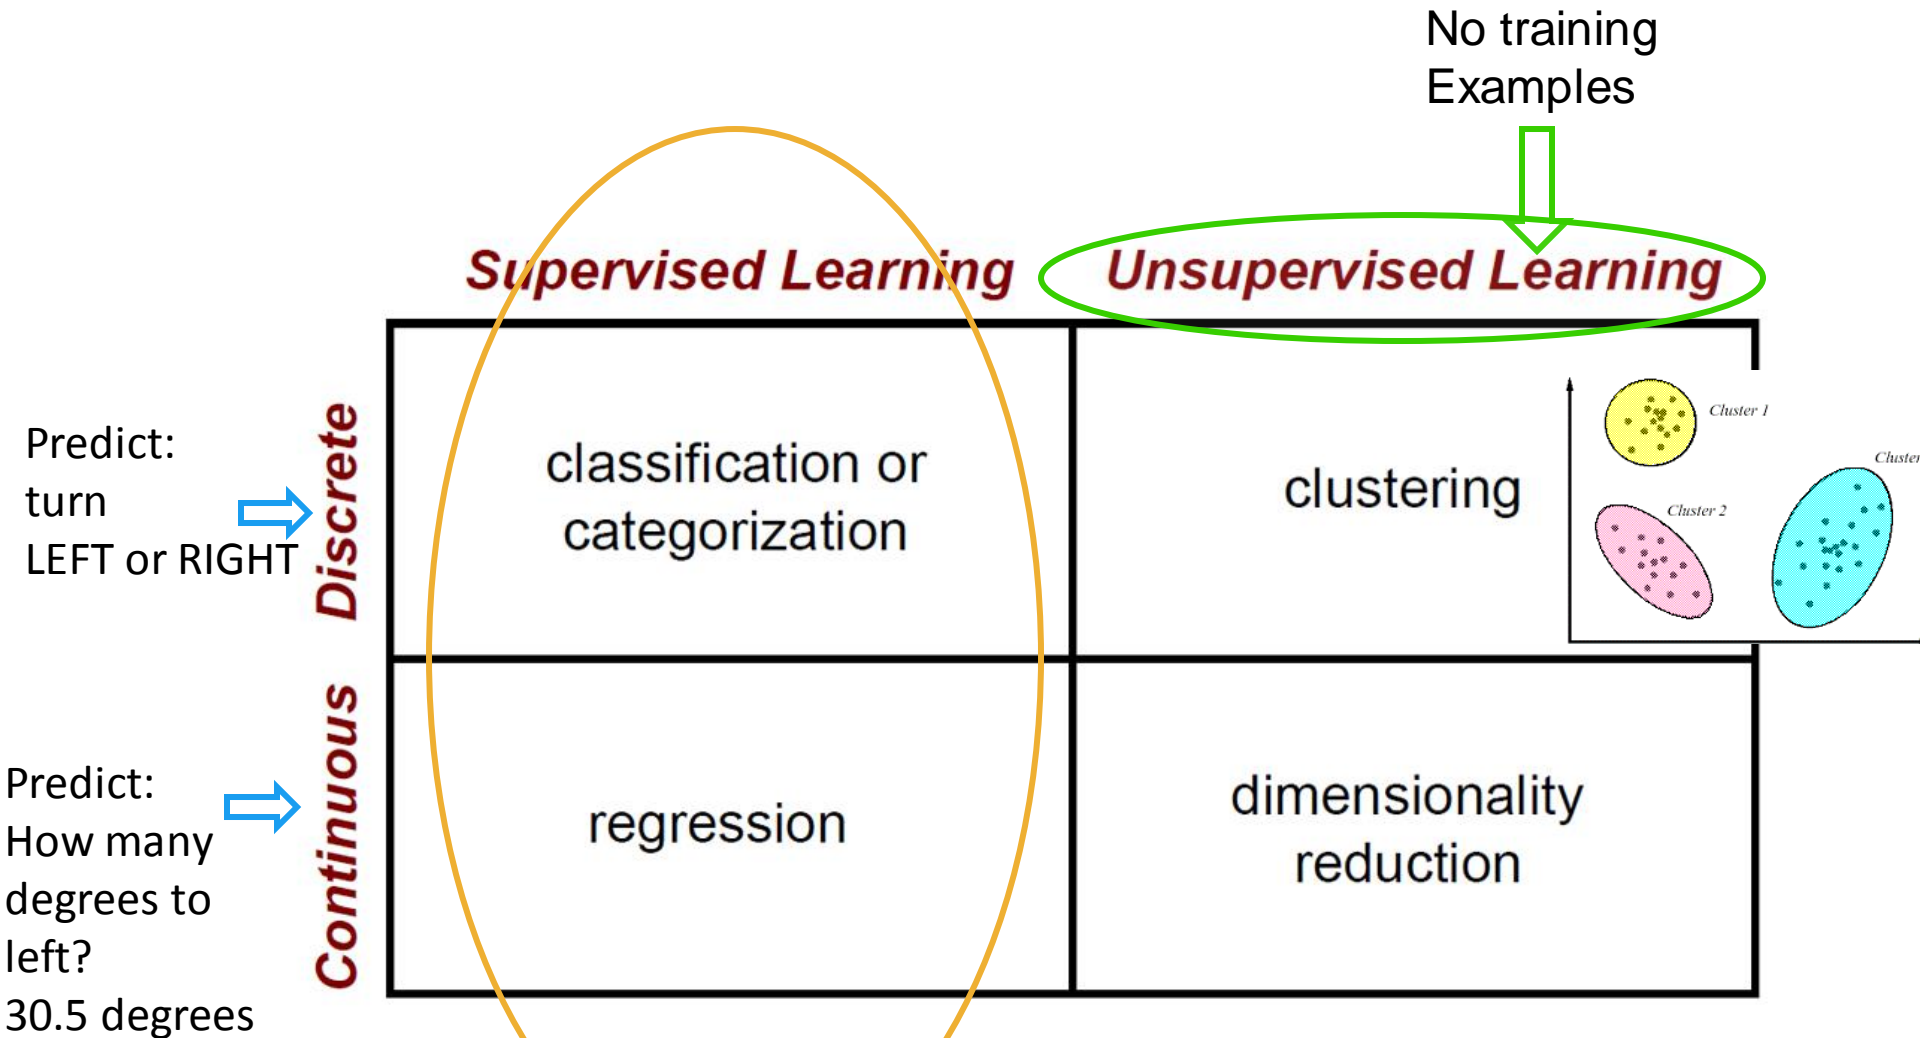 No training
Examples
Supervised Learning
Unsupervised Learning
Predict:
turn
LEFT or RIGHT
Discrete
classification or
categorization
clustering
Cluster 1
Cluster 2
Cluster
Predict:
How many
degrees to
left?
30.5 degrees
Continuous
regression
dimensionality
reduction